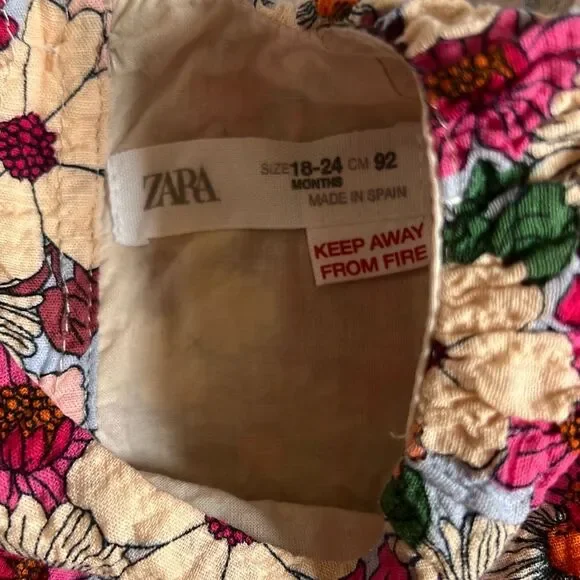 ZARA
SIZE 18-24 CM 92
MONTHS
MADE IN SPAIN
KEEP AWAY
FROM FIRE